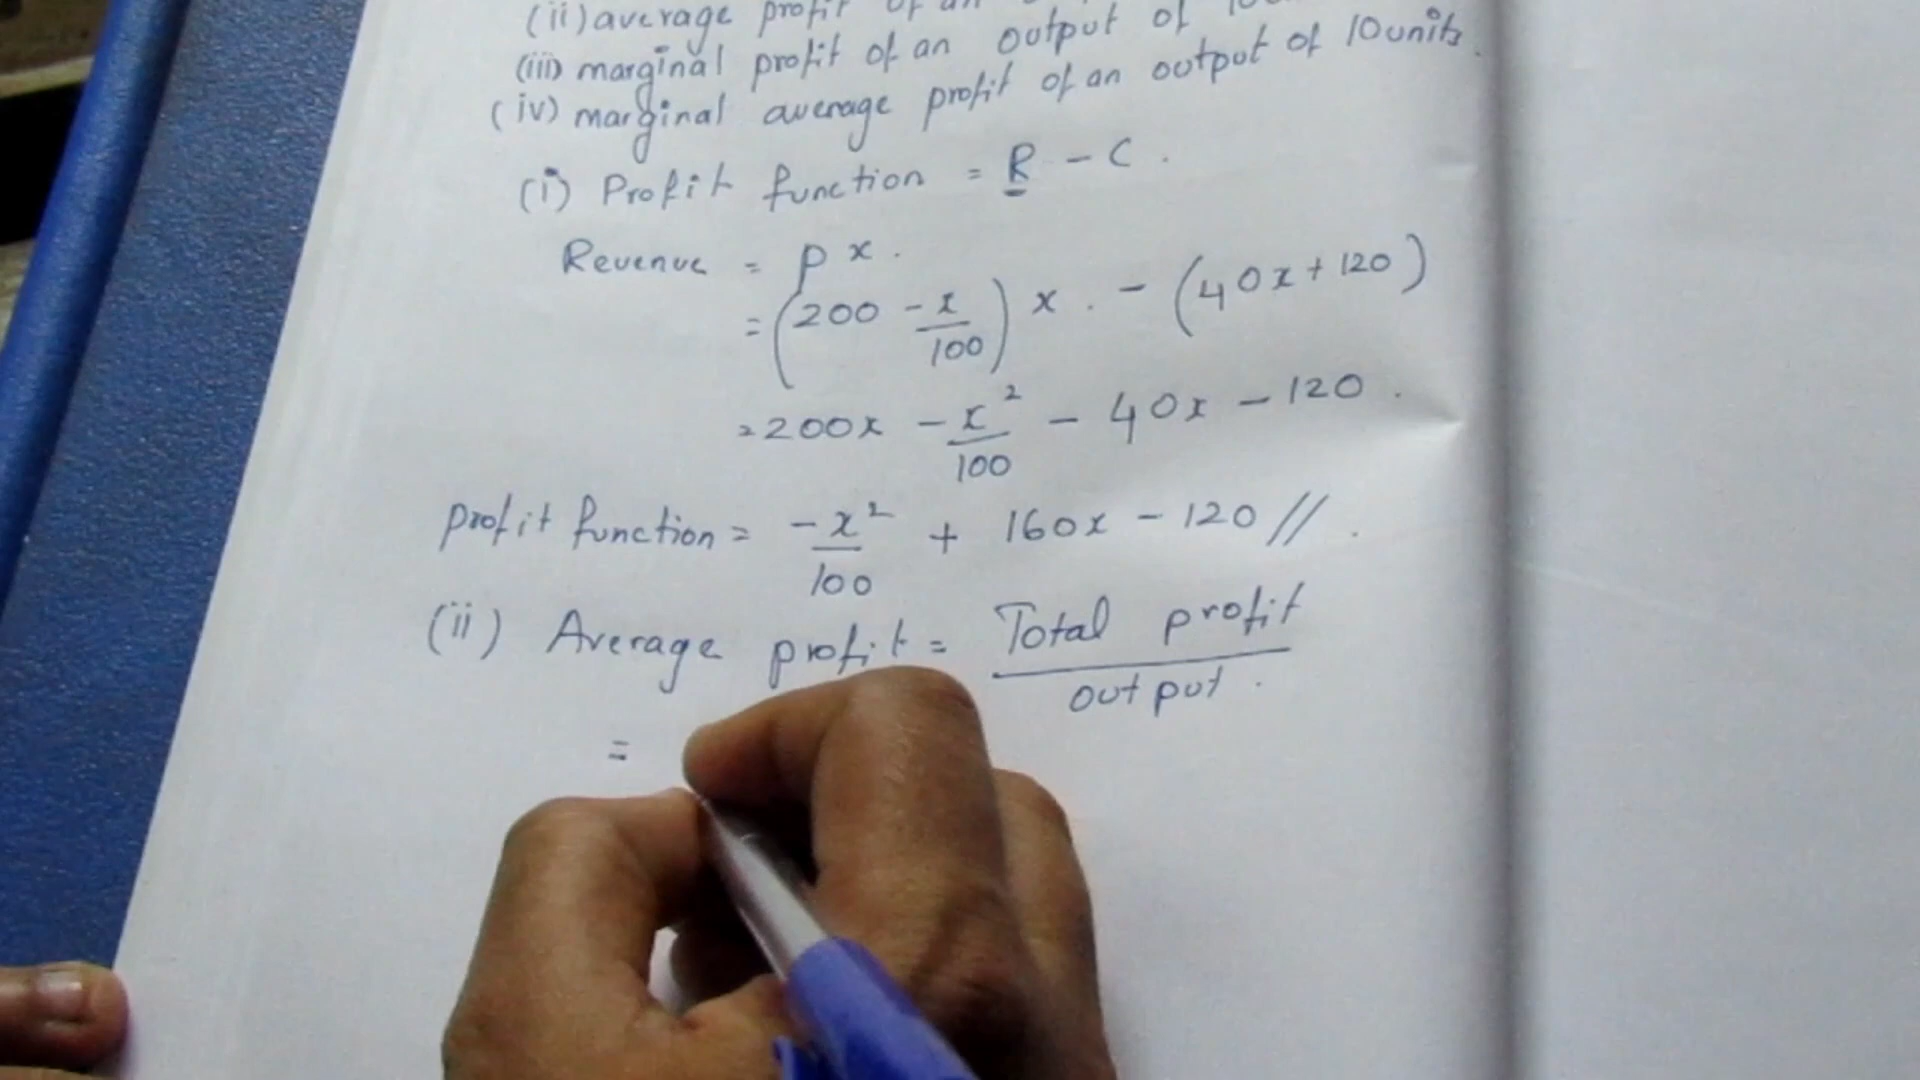 (ii) average profit of an
(iii) marginal profit of an output of
(iv) marginal average profit of an output of 10 units.
(i) Profit function = R - C.
Revenue = px.
= (200 - x/100) x. - (40x + 120)
= 200x - x²/100 - 40x - 120.
profit function = -x²/100 + 160x - 120 //.
(ii) Average profit = Total profit / output.
=